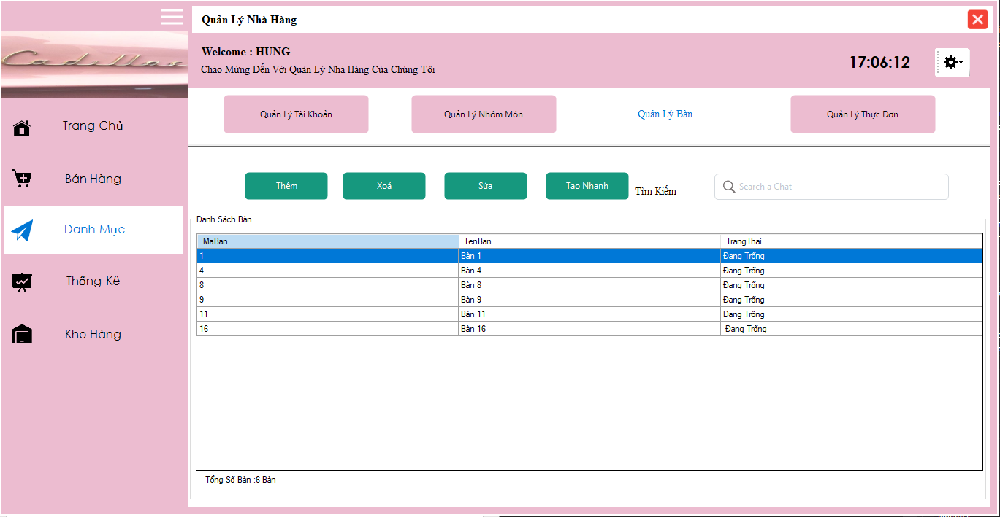 Quản Lý Nhà Hàng
Welcome : HUNG
Chào Mừng Đến Với Quản Lý Nhà Hàng Của Chúng Tôi
17:06:12
Cadillac
Trang Chủ
Bán Hàng
Danh Mục
Thống Kê
Kho Hàng
Quản Lý Tài Khoản
Quản Lý Nhóm Món
Quản Lý Bàn
Quản Lý Thực Đơn
Thêm
Xoá
Sửa
Tạo Nhanh
Tìm Kiếm
Search a Chat
Danh Sách Bàn
MaBan TenBan TrangThai
1 Bàn 1 Đang Trống
4 Bàn 4 Đang Trống
8 Bàn 8 Đang Trống
9 Bàn 9 Đang Trống
11 Bàn 11 Đang Trống
16 Bàn 16 Đang Trống
Tổng Số Bàn :6 Bàn